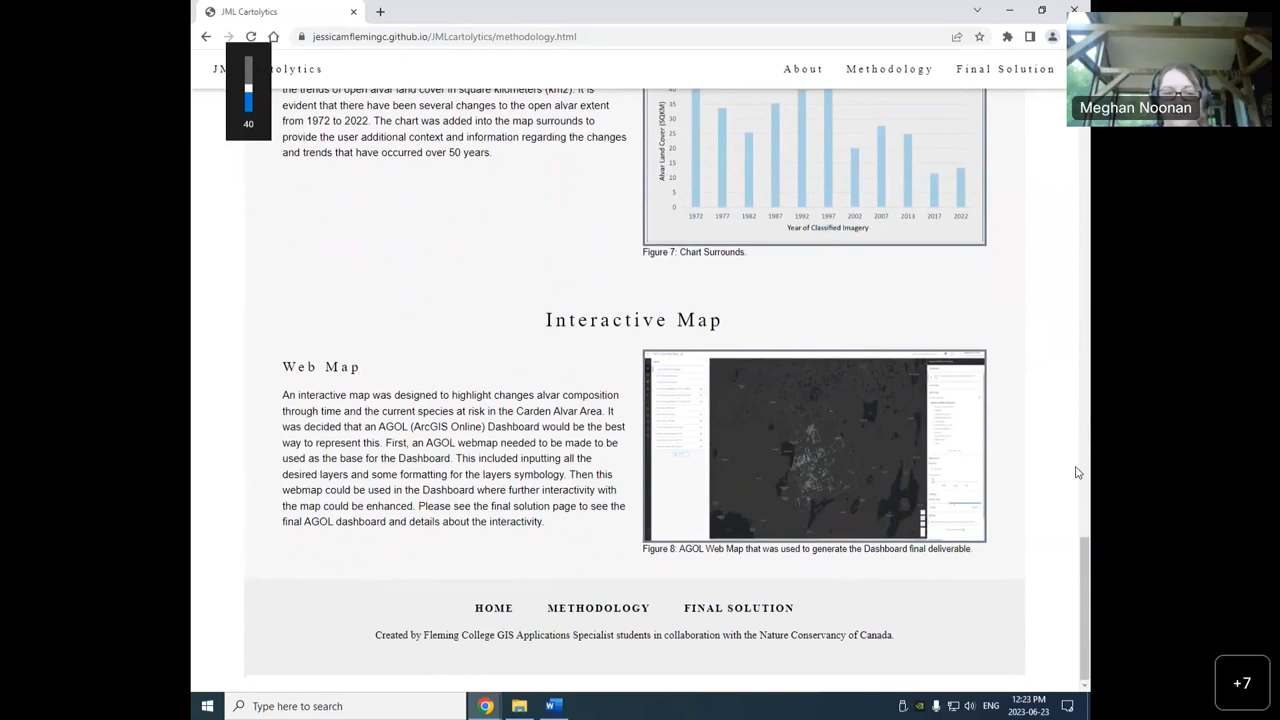 JML Cartolytics
jessicamflemingc.github.io/JMLcartolytics/methodology.html
About Methodology Final Solution
Meghan Noonan
40
the trends of open alvar land cover in square kilometers (km2). It is
evident that there have been several changes to the open alvar extent
from 1972 to 2022. The chart was added into the map surrounds to
provide the user additional context and information regarding the changes
and trends that have occurred over 50 years.
Alvar Land Cover (SQKM)
40
35
30
25
20
15
10
5
0
1972 1977 1982 1987 1992 1997 2002 2007 2013 2017 2022
Year of Classified Imagery
Figure 7: Chart Surrounds.
Interactive Map
Web Map
An interactive map was designed to highlight changes alvar composition
through time and the current species at risk in the Carden Alvar Area. It
was decided that an AGOL (ArcGIS Online) Dashboard would be the best
way to represent this. First, an AGOL webmap needed to be made to be
used as the base for the Dashboard. This included inputting all the
desired layers and some formatting for the layers symbology. Then this
webmap could be used in the Dashboard where further interactivity with
the map could be enhanced. Please see the final solution page to see the
final AGOL dashboard and details about the interactivity.
Figure 8: AGOL Web Map that was used to generate the Dashboard final deliverable.
HOME METHODOLOGY FINAL SOLUTION
Created by Fleming College GIS Applications Specialist students in collaboration with the Nature Conservancy of Canada.
+7
Type here to search
ENG
12:23 PM
2023-06-23